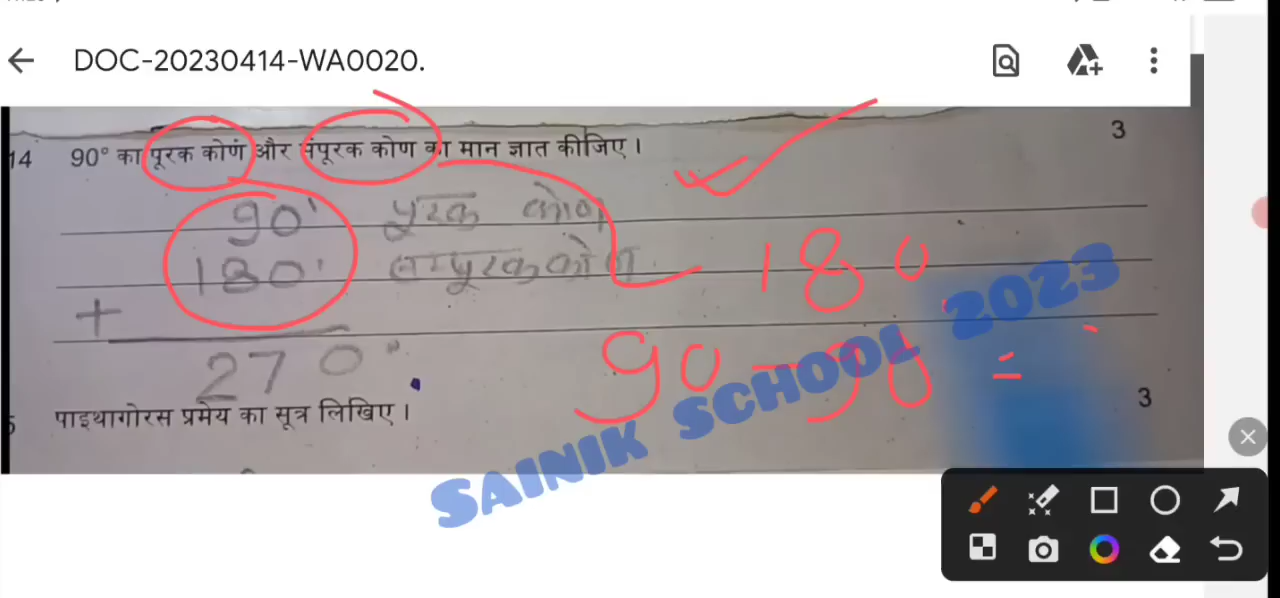 DOC-20230414-WA0020.
3
14 90° का पूरक कोण और संपूरक कोण का मान ज्ञात कीजिए।
90° पुरक कोण
180° सम्पूरक कोण
180
+
270°
90 - 90 =
SAINIK SCHOOL 2023
पाइथागोरस प्रमेय का सूत्र लिखिए।
3